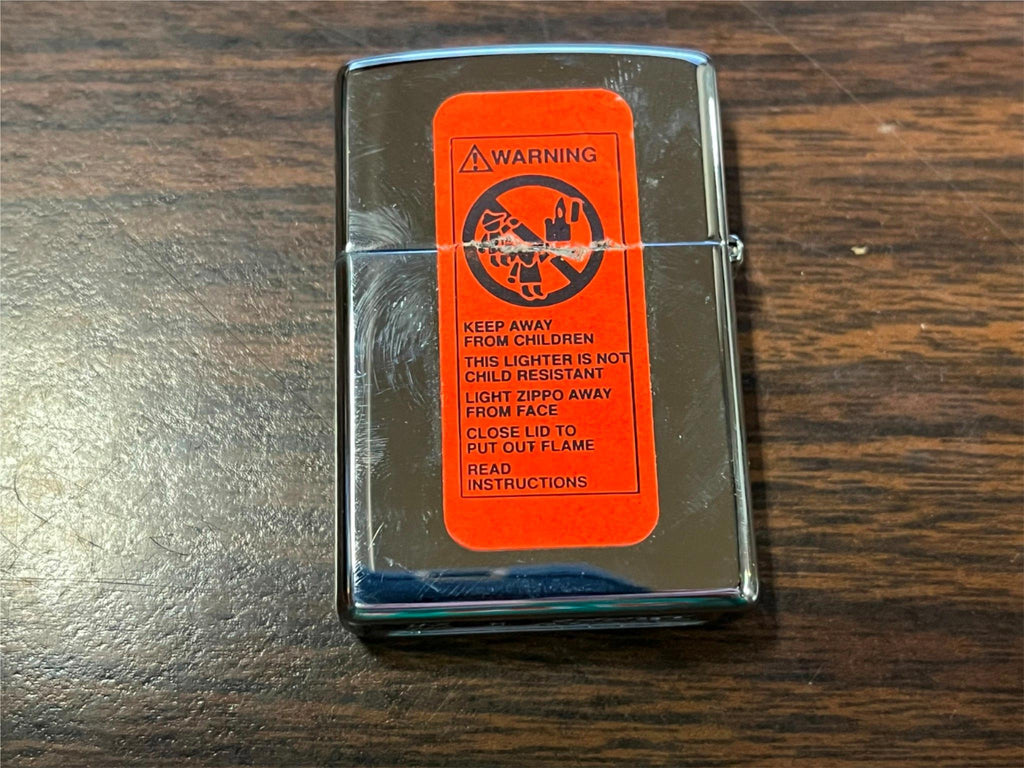 WARNING
KEEP AWAY
FROM CHILDREN
THIS LIGHTER IS NOT
CHILD RESISTANT
LIGHT ZIPPO AWAY
FROM FACE
CLOSE LID TO
PUT OUT FLAME
READ
INSTRUCTIONS